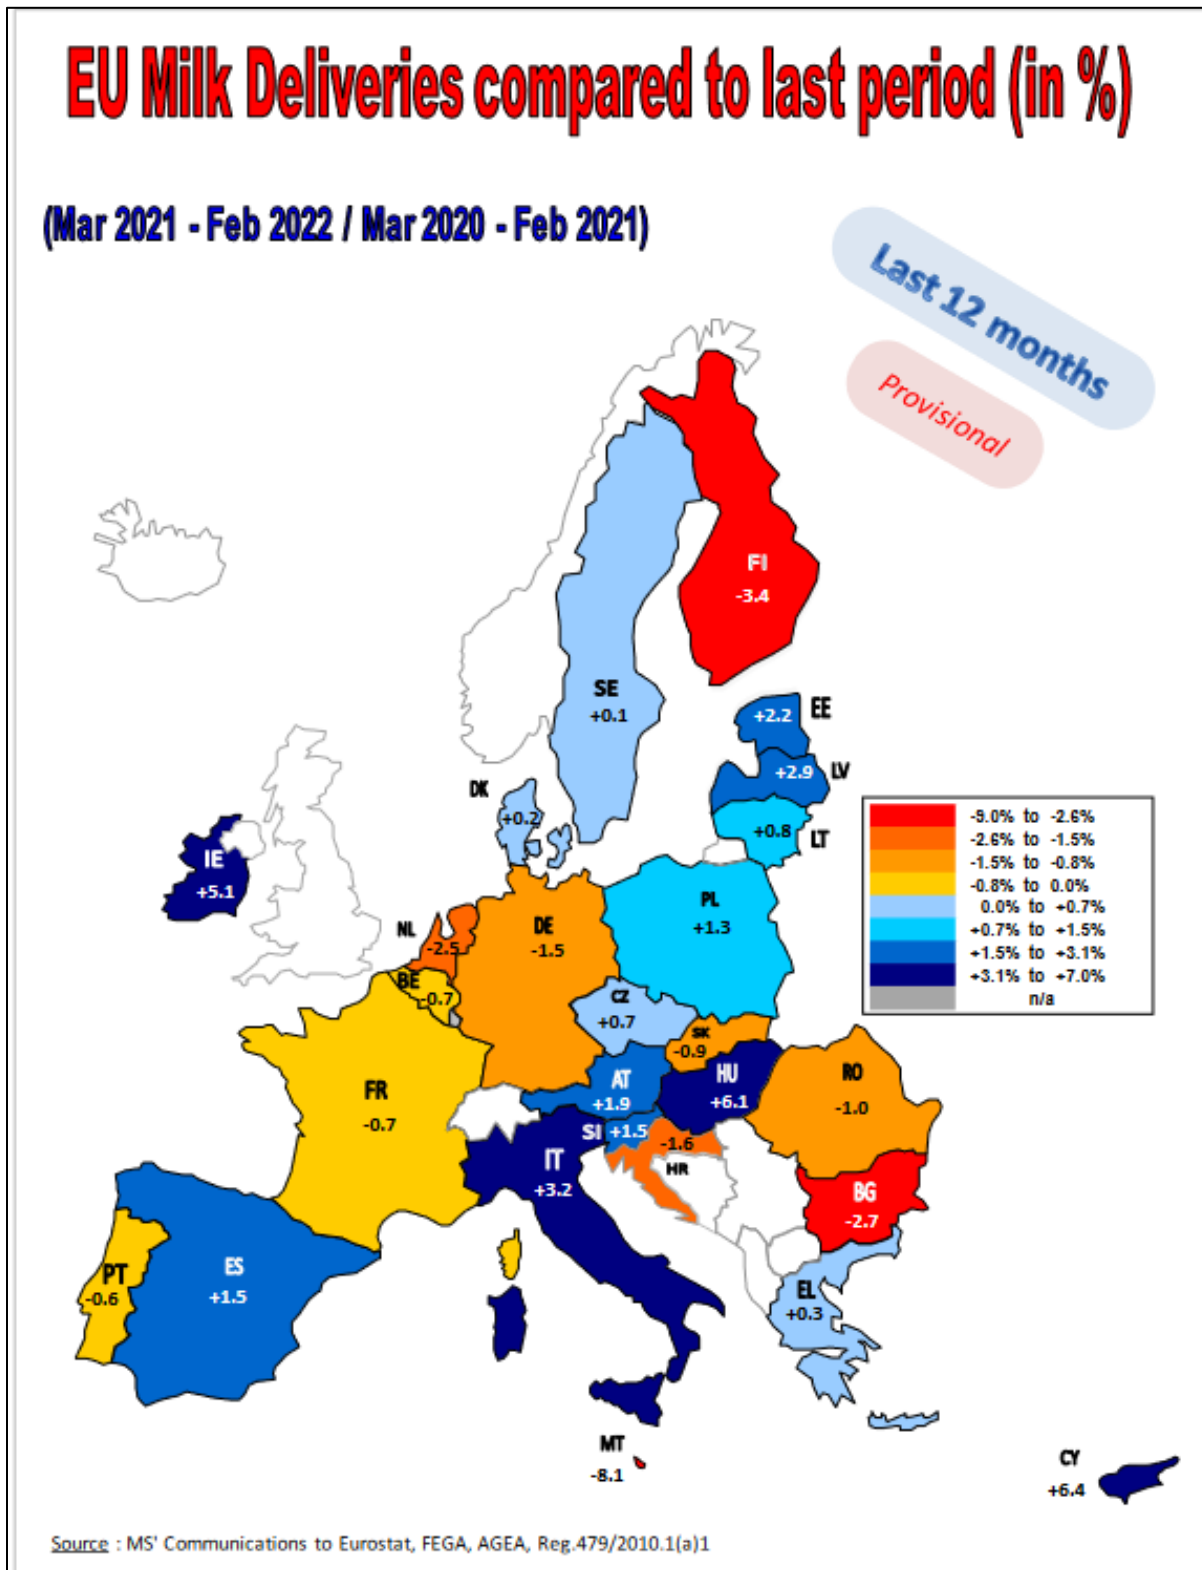 EU Milk Deliveries compared to last period (in %)
(Mar 2021 - Feb 2022 / Mar 2020 - Feb 2021)
Last 12 months
Provisional
FI
-3.4
SE
+0.1
+2.2 EE
+2.9 LV
DK
+0.2
+0.8 LT
IE
+5.1
PL
+1.3
NL
-2.5
DE
-1.5
BE
-0.7
CZ
+0.7
SK
-0.9
FR
-0.7
AT
+1.9
HU
+6.1
RO
-1.0
SI +1.5
-1.6
HR
IT
+3.2
BG
-2.7
PT
-0.6
ES
+1.5
EL
+0.3
MT
-8.1
CY
+6.4
-9.0% to -2.6%
-2.6% to -1.5%
-1.5% to -0.8%
-0.8% to 0.0%
0.0% to +0.7%
+0.7% to +1.5%
+1.5% to +3.1%
+3.1% to +7.0%
n/a
Source : MS' Communications to Eurostat, FEGA, AGEA, Reg.479/2010.1(a)1